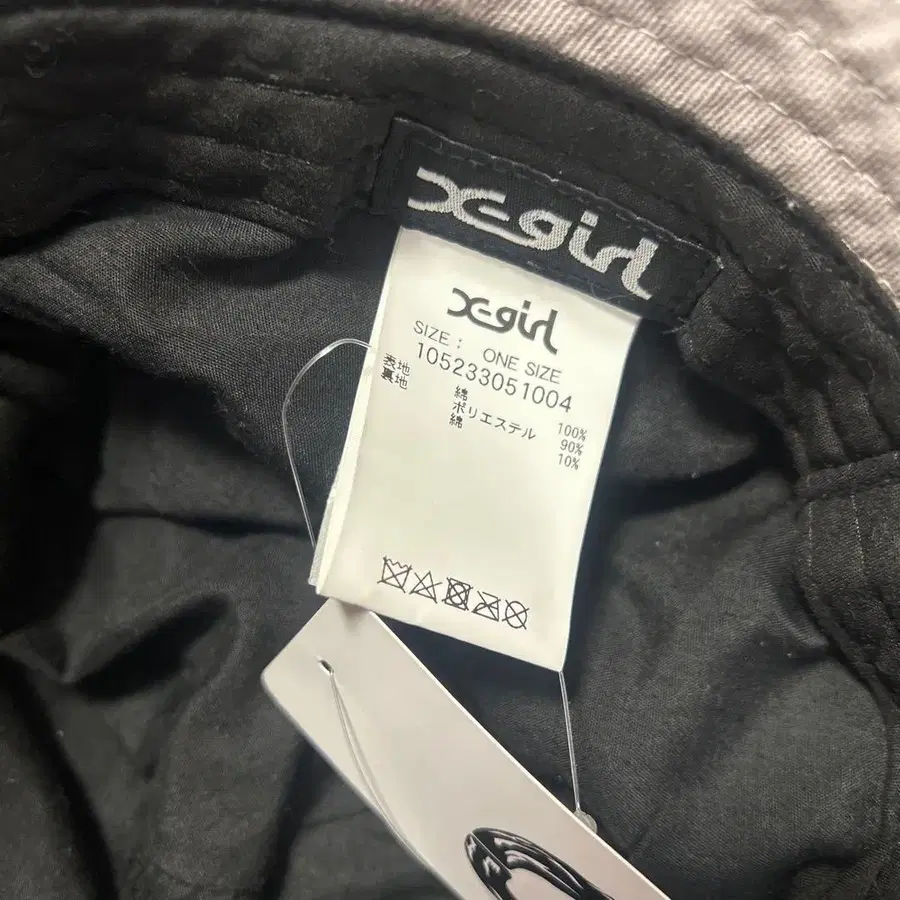 X-girl
X-girl
SIZE : ONE SIZE
105233051004
表地 綿 100%
裏地 ポリエステル 90%
綿 10%